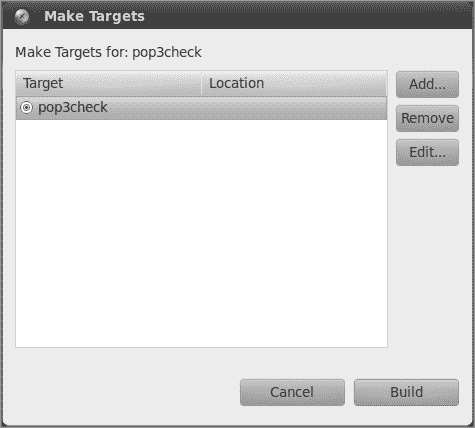 Make Targets
Make Targets for: pop3check
Target Location
pop3check
Add...
Remove
Edit...
Cancel Build